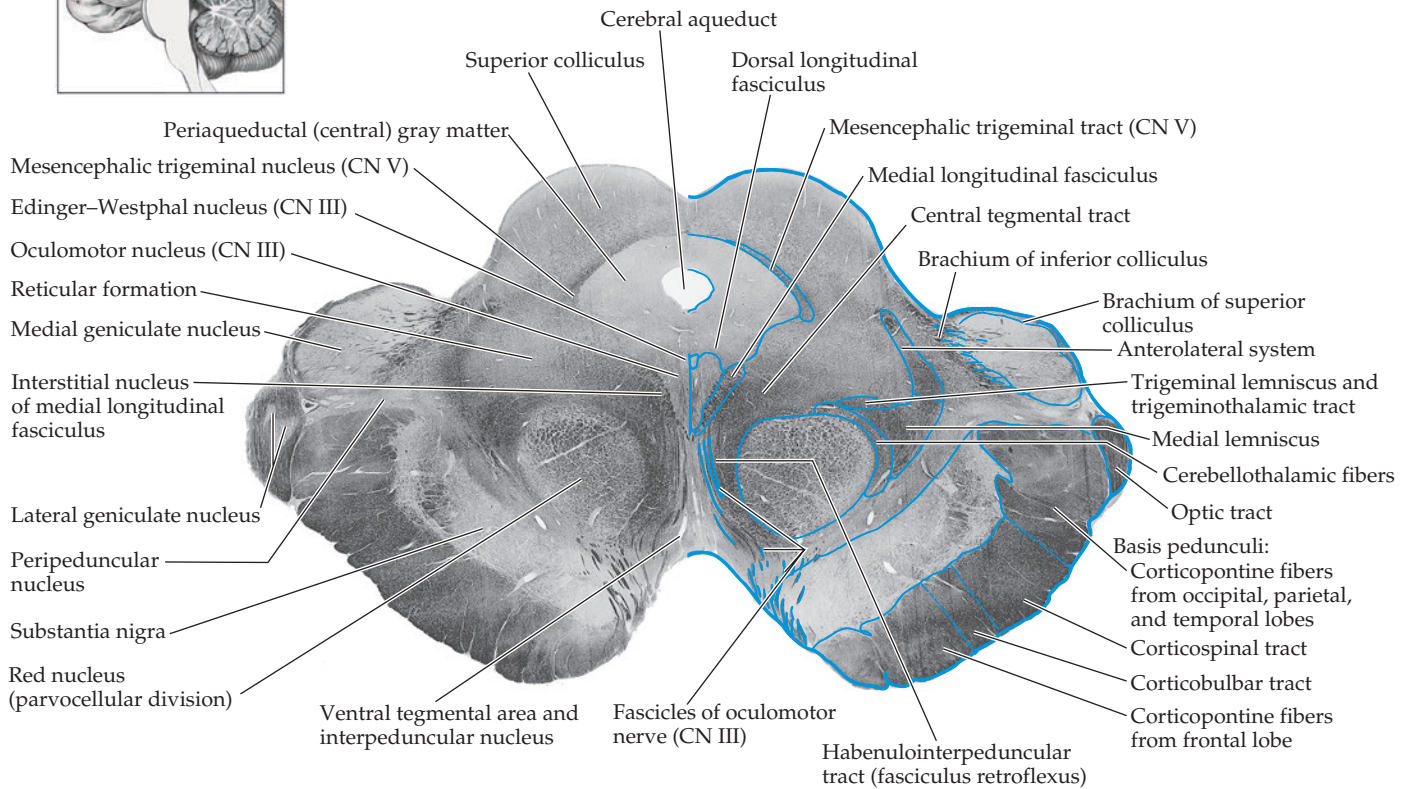 Cerebral aqueduct
Superior colliculus
Dorsal longitudinal
fasciculus
Periaqueductal (central) gray matter
Mesencephalic trigeminal tract (CN V)
Mesencephalic trigeminal nucleus (CN V)
Medial longitudinal fasciculus
Edinger–Westphal nucleus (CN III)
Central tegmental tract
Oculomotor nucleus (CN III)
Brachium of inferior colliculus
Reticular formation
Brachium of superior
colliculus
Medial geniculate nucleus
Anterolateral system
Interstitial nucleus
of medial longitudinal
fasciculus
Trigeminal lemniscus and
trigeminothalamic tract
Medial lemniscus
Cerebellothalamic fibers
Lateral geniculate nucleus
Optic tract
Peripeduncular
nucleus
Basis pedunculi:
Corticopontine fibers
from occipital, parietal,
and temporal lobes
Substantia nigra
Corticospinal tract
Red nucleus
(parvocellular division)
Corticobulbar tract
Ventral tegmental area and
interpeduncular nucleus
Fascicles of oculomotor
nerve (CN III)
Corticopontine fibers
from frontal lobe
Habenulointerpeduncular
tract (fasciculus retroflexus)